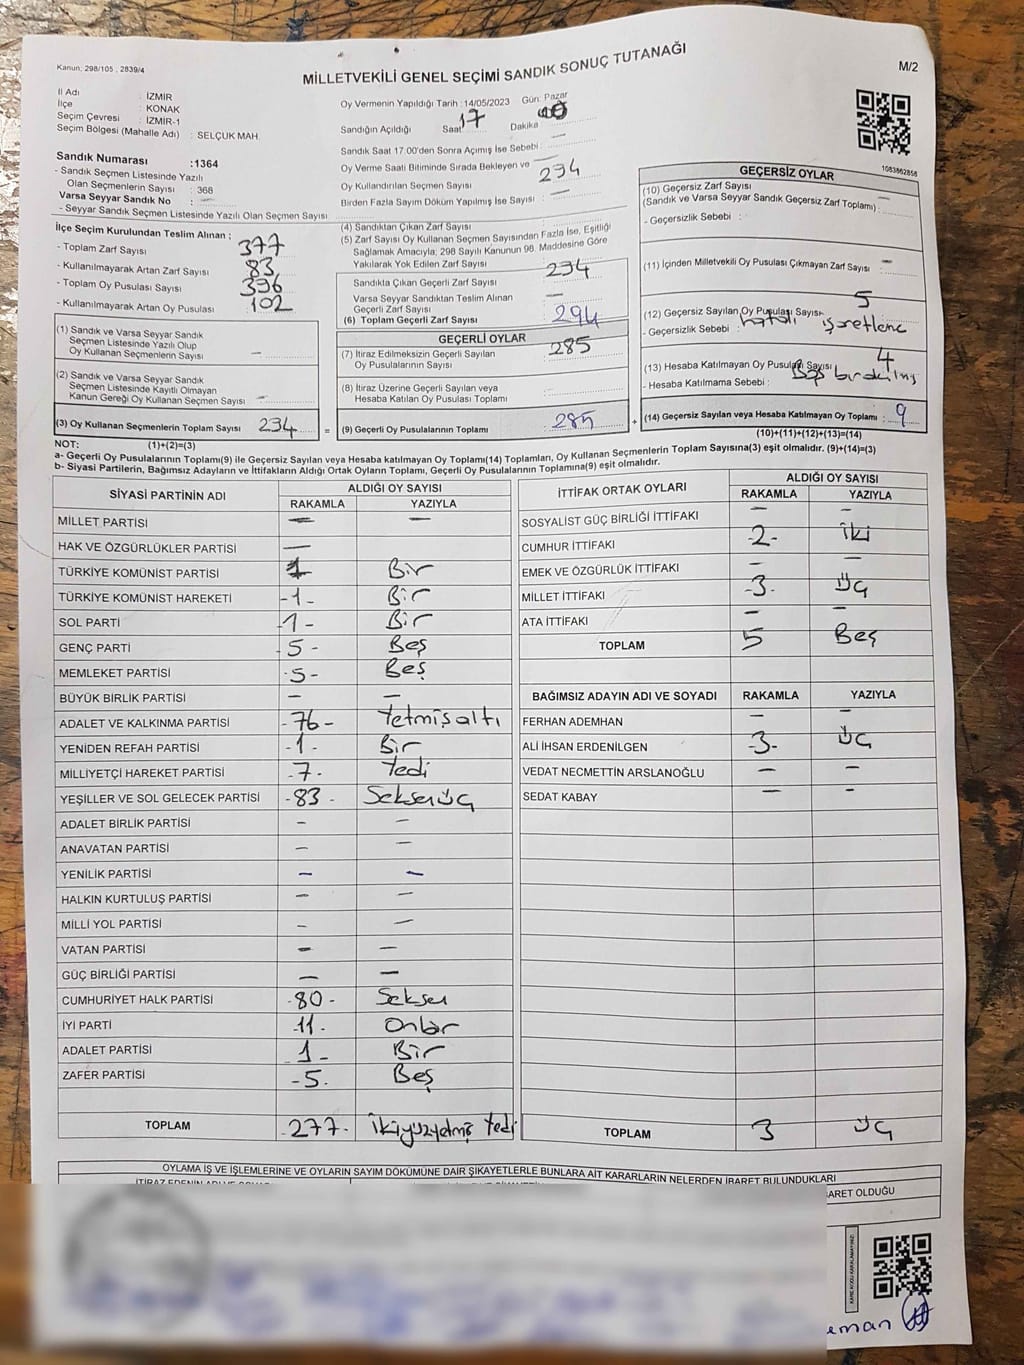 Kanun: 298/105 , 2839/4
MİLLETVEKİLİ GENEL SEÇİMİ SANDIK SONUÇ TUTANAĞI
M/2
İl Adı : İZMİR
İlçe : KONAK
Seçim Çevresi : İZMİR-1
Seçim Bölgesi (Mahalle Adı) : SELÇUK MAH.
Sandık Numarası :1364
- Sandık Seçmen Listesinde Yazılı
Olan Seçmenlerin Sayısı : 368
Varsa Seyyar Sandık No : —
- Seyyar Sandık Seçmen Listesinde Yazılı Olan Seçmen Sayısı
Oy Vermenin Yapıldığı Tarih : 14/05/2023 Gün: Pazar
Sandığın Açıldığı Saat 17 Dakika
Sandık Saat 17:00'den Sonra Açımış İse Sebebi : —
Oy Verme Saati Bitiminde Sırada Bekleyen ve —
Oy Kullandırılan Seçmen Sayısı 294
Birden Fazla Sayım Döküm Yapılmış İse Sayısı : —
1083862858
İlçe Seçim Kurulundan Teslim Alınan :
- Toplam Zarf Sayısı 377
- Kullanılmayarak Artan Zarf Sayısı 83
- Toplam Oy Pusulası Sayısı 396
- Kullanılmayarak Artan Oy Pusulası 102
(1) Sandık ve Varsa Seyyar Sandık
Seçmen Listesinde Yazılı Olup
Oy Kullanan Seçmenlerin Sayısı —
(2) Sandık ve Varsa Seyyar Sandık
Seçmen Listesinde Kayıtlı Olmayan
Kanun Gereği Oy Kullanan Seçmen Sayısı —
(3) Oy Kullanan Seçmenlerin Toplam Sayısı 294 =
(4) Sandıktan Çıkan Zarf Sayısı
(5) Zarf Sayısı Oy Kullanan Seçmen Sayısından Fazla İse, Eşitliği
Sağlamak Amacıyla, 298 Sayılı Kanunun 98. Maddesine Göre
Yakılarak Yok Edilen Zarf Sayısı
Sandıkta Çıkan Geçerli Zarf Sayısı 294
Varsa Seyyar Sandıktan Teslim Alınan
Geçerli Zarf Sayısı —
(6) Toplam Geçerli Zarf Sayısı 294
GEÇERLİ OYLAR
(7) İtiraz Edilmeksizin Geçerli Sayılan
Oy Pusulalarının Sayısı 285
(8) İtiraz Üzerine Geçerli Sayılan veya
Hesaba Katılan Oy Pusulası Toplamı
(9) Geçerli Oy Pusulalarının Toplamı 285 +
GEÇERSİZ OYLAR
(10) Geçersiz Zarf Sayısı
(Sandık ve Varsa Seyyar Sandık Geçersiz Zarf Toplamı) : —
- Geçersizlik Sebebi :
(11) İçinden Milletvekili Oy Pusulası Çıkmayan Zarf Sayısı —
(12) Geçersiz Sayılan Oy Pusulası Sayısı 5
- Geçersizlik Sebebi : hatalı işaretleme
(13) Hesaba Katılmayan Oy Pusulası Sayısı 4
- Hesaba Katılmama Sebebi : Boş bırakılmış
(14) Geçersiz Sayılan veya Hesaba Katılmayan Oy Toplamı : 9
(10)+(11)+(12)+(13)=(14)
NOT: (1)+(2)=(3)
a- Geçerli Oy Pusulalarının Toplamı(9) ile Geçersiz Sayılan veya Hesaba katılmayan Oy Toplamı(14) Toplamları, Oy Kullanan Seçmenlerin Toplam Sayısına(3) eşit olmalıdır. (9)+(14)=(3)
b- Siyasi Partilerin, Bağımsız Adayların ve İttifakların Aldığı Ortak Oyların Toplamı, Geçerli Oy Pusulalarının Toplamına(9) eşit olmalıdır.
SİYASİ PARTİNİN ADI ALDIĞI OY SAYISI
RAKAMLA YAZIYLA
MİLLET PARTİSİ — —
HAK VE ÖZGÜRLÜKLER PARTİSİ —
TÜRKİYE KOMÜNİST PARTİSİ 1 Bir
TÜRKİYE KOMÜNİST HAREKETİ -1- Bir
SOL PARTİ -1- Bir
GENÇ PARTİ -5- Beş
MEMLEKET PARTİSİ -5- Beş
BÜYÜK BİRLİK PARTİSİ — —
ADALET VE KALKINMA PARTİSİ -76- Yetmişaltı
YENİDEN REFAH PARTİSİ -1- Bir
MİLLİYETÇİ HAREKET PARTİSİ -7- Yedi
YEŞİLLER VE SOL GELECEK PARTİSİ -83- Seksenüç
ADALET BİRLİK PARTİSİ — —
ANAVATAN PARTİSİ — —
YENİLİK PARTİSİ — —
HALKIN KURTULUŞ PARTİSİ — —
MİLLİ YOL PARTİSİ — —
VATAN PARTİSİ — —
GÜÇ BİRLİĞİ PARTİSİ — —
CUMHURİYET HALK PARTİSİ -80- Seksen
İYİ PARTİ -11- Onbir
ADALET PARTİSİ -1- Bir
ZAFER PARTİSİ -5- Beş
TOPLAM -277- ikiyüzyetmiş Yedi
İTTİFAK ORTAK OYLARI ALDIĞI OY SAYISI
RAKAMLA YAZIYLA
SOSYALİST GÜÇ BİRLİĞİ İTTİFAKI — —
CUMHUR İTTİFAKI -2- iki
EMEK VE ÖZGÜRLÜK İTTİFAKI — —
MİLLET İTTİFAKI -3- Üç
ATA İTTİFAKI — —
TOPLAM 5 Beş
BAĞIMSIZ ADAYIN ADI VE SOYADI RAKAMLA YAZIYLA
FERHAN ADEMHAN — —
ALİ İHSAN ERDENİLGEN -3- Üç
VEDAT NECMETTİN ARSLANOĞLU — —
SEDAT KABAY — —
TOPLAM 3 Üç
OYLAMA İŞ VE İŞLEMLERİNE VE OYLARIN SAYIM DÖKÜMÜNE DAİR ŞİKAYETLERLE BUNLARA AİT KARARLARIN NELERDEN İBARET BULUNDUKLARI
BARET OLDUĞU
KARE KODU KARALAMAYINIZ!
eman